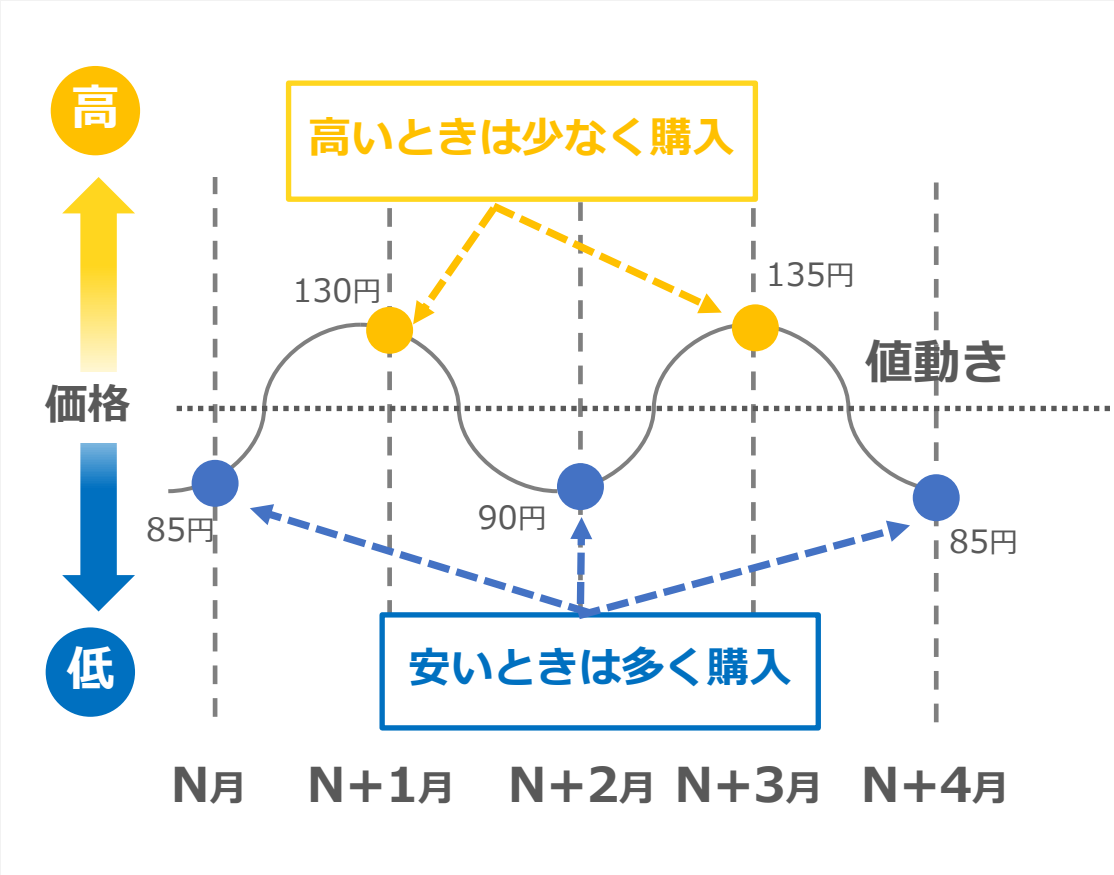 高
高いときは少なく購入
130円
135円
値動き
価格
85円
90円
85円
安いときは多く購入
低
N月
N+1月
N+2月
N+3月
N+4月